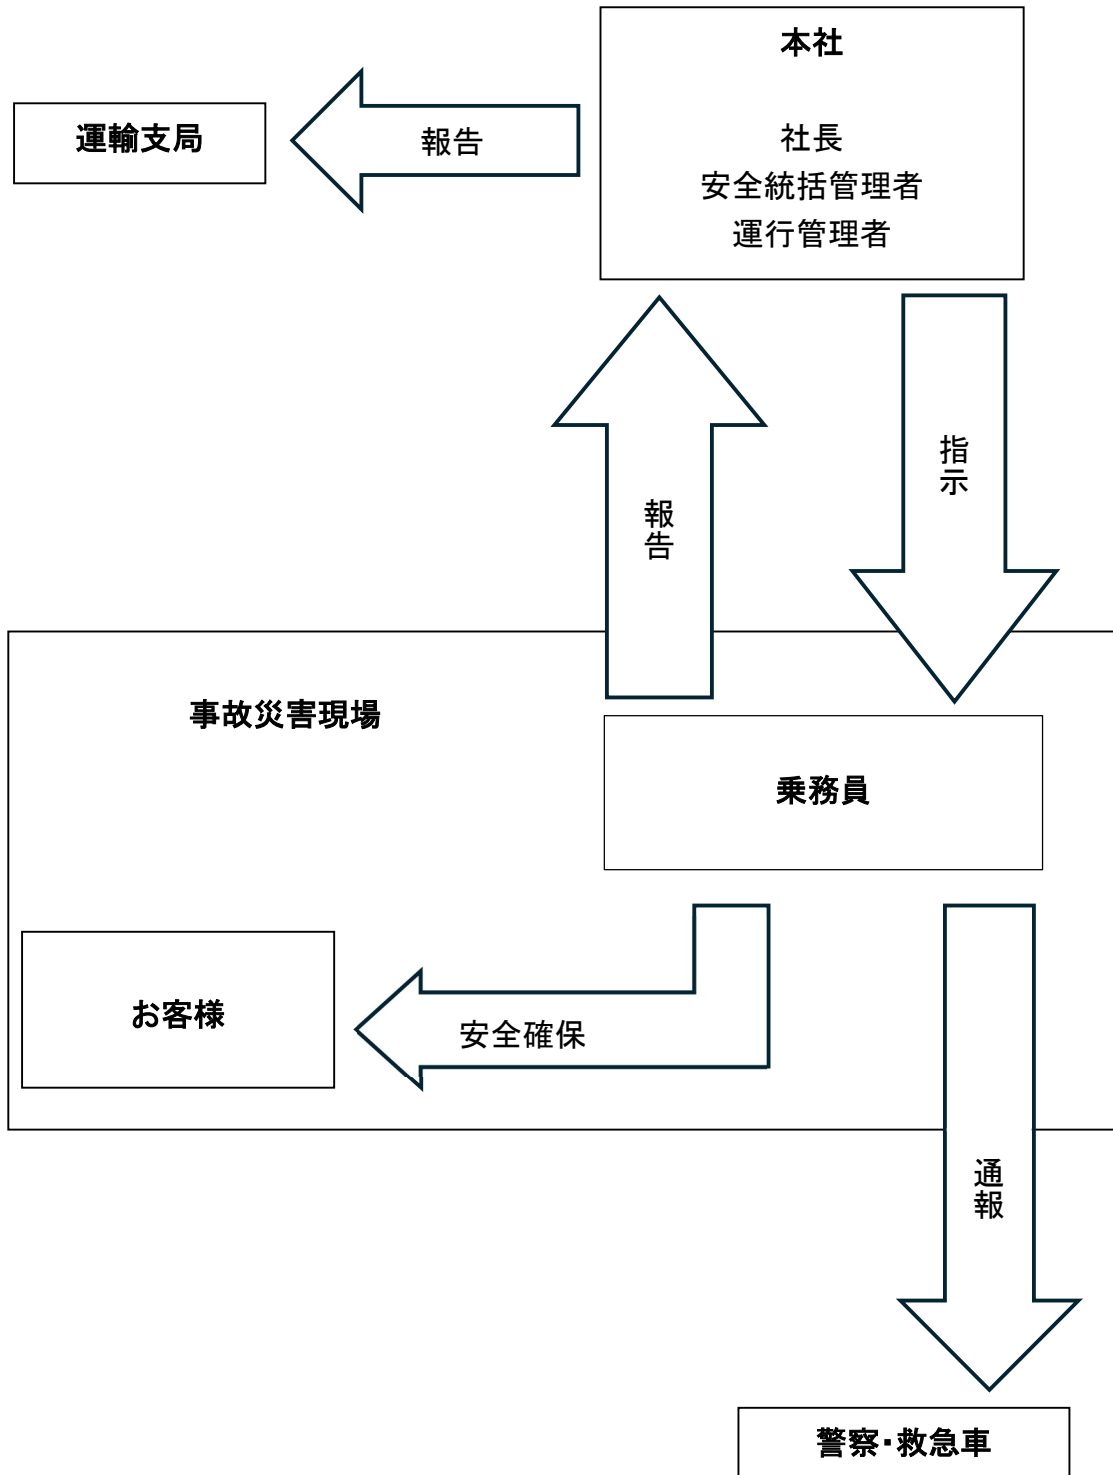 本社
運輸支局
報告
社長
安全統括管理者
運行管理者
報告
指示
事故災害現場
乗務員
お客様
安全確保
通報
警察・救急車